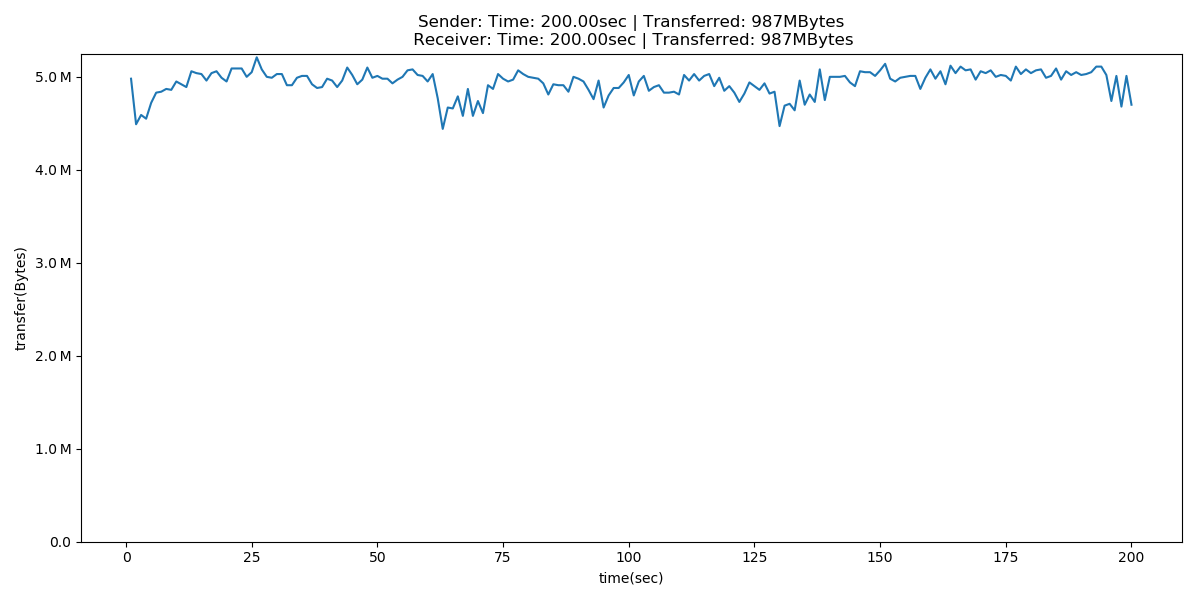 Sender: Time: 200.00sec | Transferred: 987MBytes
Receiver: Time: 200.00sec | Transferred: 987MBytes
5.0 M
4.0 M
3.0 M
2.0 M
1.0 M
0.0
transfer(Bytes)
0 25 50 75 100 125 150 175 200
time(sec)